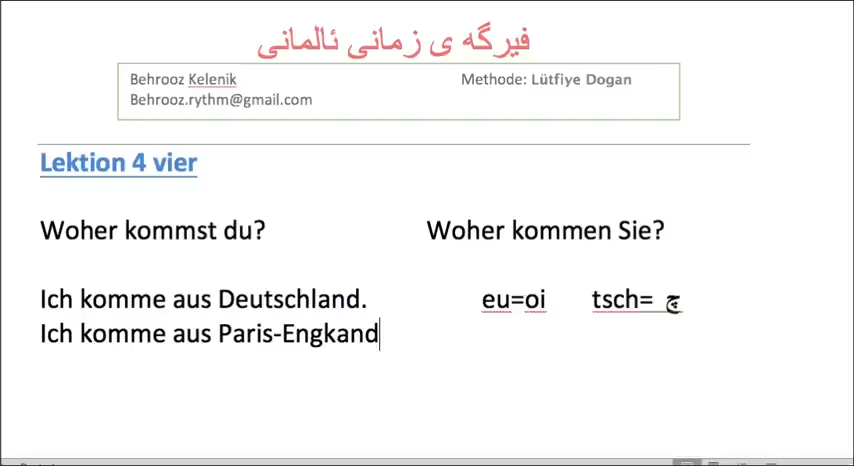 فیرگه ی زمانی ئالمانی
Behrooz Kelenik Methode: Lütfiye Dogan
Behrooz.rythm@gmail.com
Lektion 4 vier
Woher kommst du? Woher kommen Sie?
Ich komme aus Deutschland. eu=oi tsch= چ
Ich komme aus Paris-Engkand